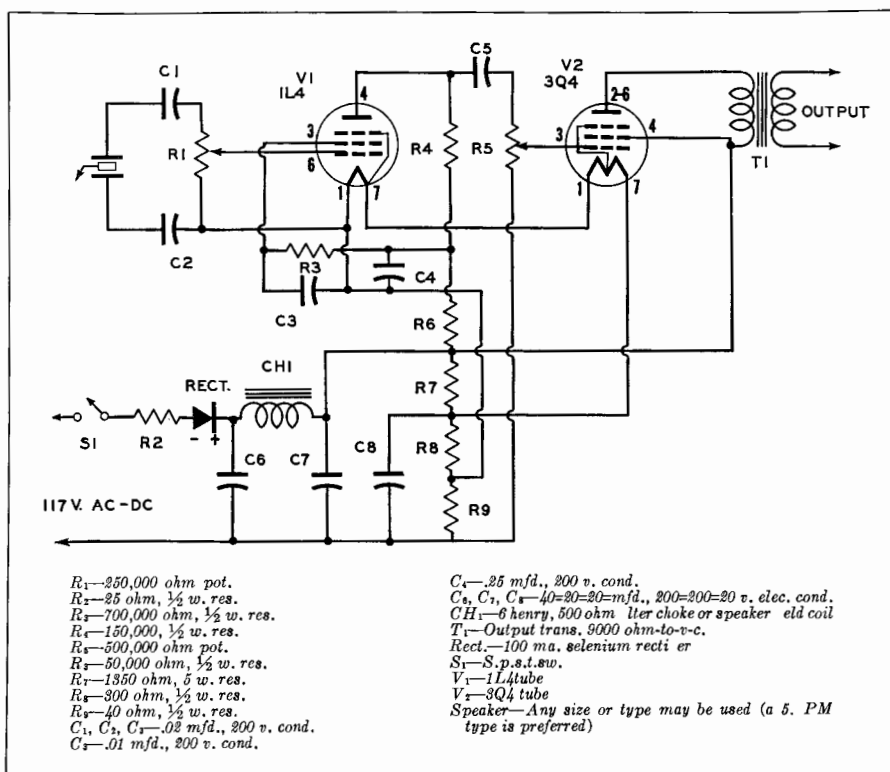 C5
V1
1L4
V2
3Q4
C1
4
2-6
OUTPUT
3
6
R1
R4
R5
3
4
T1
1
7
1
7
C2
R3
C4
C3
R6
CH1
RECT.
R7
S1
R2
- +
C6
C7
C8
R8
R9
117 V. AC-DC
R₁—250,000 ohm pot.
R₂—25 ohm, ½ w. res.
R₃—700,000 ohm, ½ w. res.
R₄—150,000, ½ w. res.
R₅—500,000 ohm pot.
R₃—50,000 ohm, ½ w. res.
R₇—1350 ohm, 5 w. res.
R₈—300 ohm, ½ w. res.
R₉—40 ohm, ½ w. res.
C₁, C₂, C₃—.02 mfd., 200 v. cond.
C₅—.01 mfd., 200 v. cond.
C₄—.25 mfd., 200 v. cond.
C₆, C₇, C₈—40=20=20=mfd., 200=200=20 v. elec. cond.
CH₁—6 henry, 500 ohm lter choke or speaker eld coil
T₁—Output trans. 9000 ohm-to-v-c.
Rect.—100 ma. selenium recti er
S₁—S.p.s.t.sw.
V₁—1L4tube
V₂—3Q4 tube
Speaker—Any size or type may be used (a 5. PM
type is preferred)